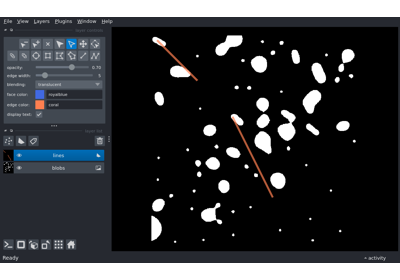 File View Layers Plugins Window Help
opacity: 0.70
edge width: 5
blending: translucent
face color: royalblue
edge color: coral
display text: ✓
lines
blobs
Ready
activity